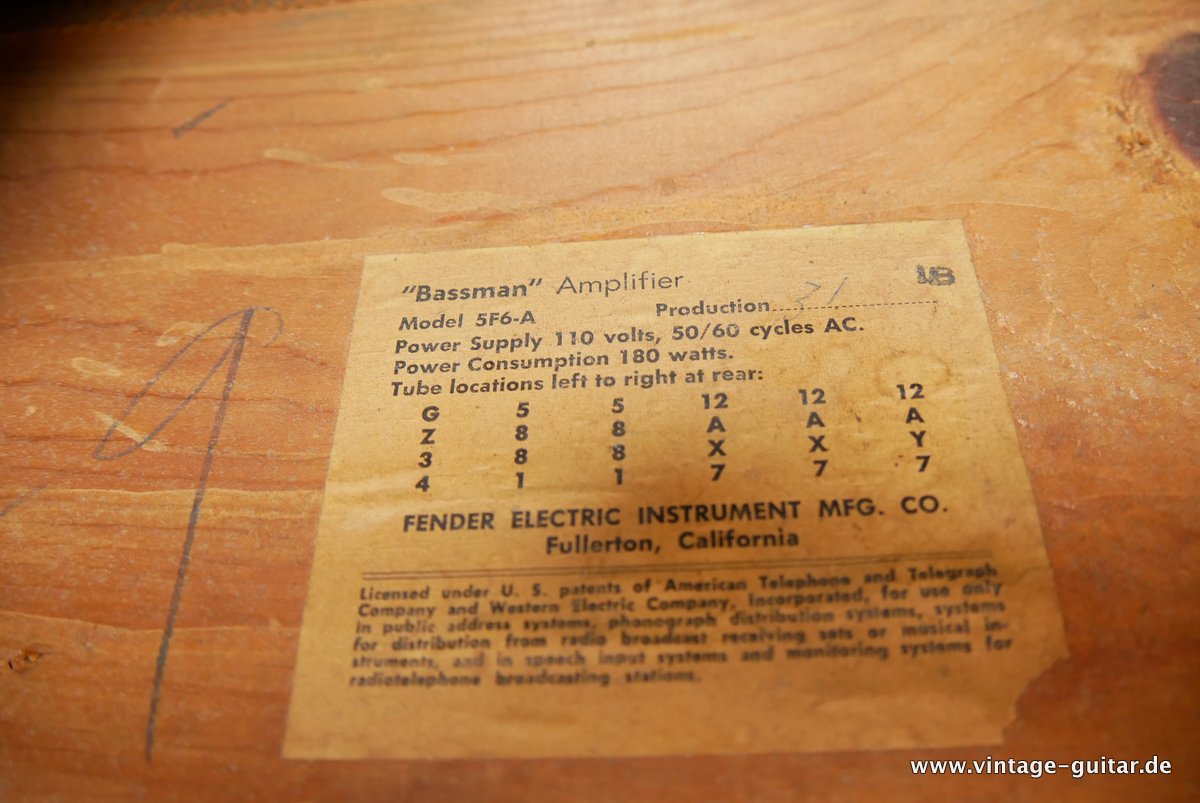 "Bassman" Amplifier
Model 5F6-A Production 21
Power Supply 110 volts, 50/60 cycles AC.
Power Consumption 180 watts.
Tube locations left to right at rear:
G 5 5 12 12 12
Z 8 8 A A A
3 8 8 X X Y
4 1 1 7 7 7
FENDER ELECTRIC INSTRUMENT MFG. CO.
Fullerton, California
Licensed under U. S. patents of American Telephone and Telegraph
Company and Western Electric Company, Incorporated, for use only
in public address systems, phonograph distribution systems, systems
for distribution from radio broadcast receiving sets or musical in-
struments, and in speech input systems and monitoring systems for
radiotelephone broadcasting stations.
www.vintage-guitar.de